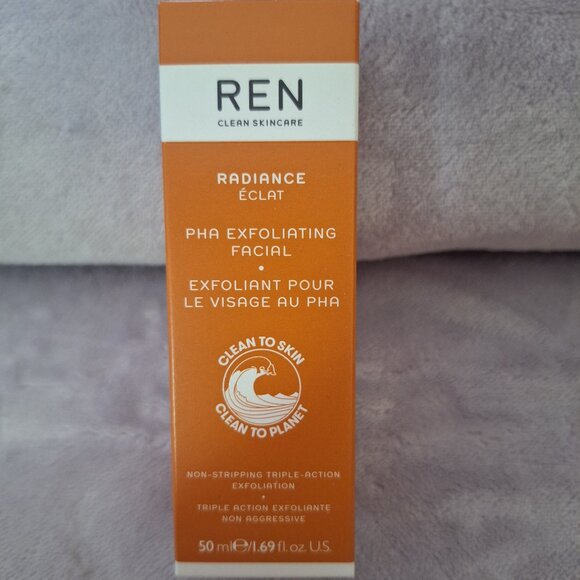 REN
CLEAN SKINCARE
RADIANCE
ÉCLAT
PHA EXFOLIATING
FACIAL
•
EXFOLIANT POUR
LE VISAGE AU PHA
CLEAN TO SKIN
CLEAN TO PLANET
NON-STRIPPING TRIPLE-ACTION
EXFOLIATION
•
TRIPLE ACTION EXFOLIANTE
NON AGGRESSIVE
50 ml℮/1.69 fl. oz. U.S.